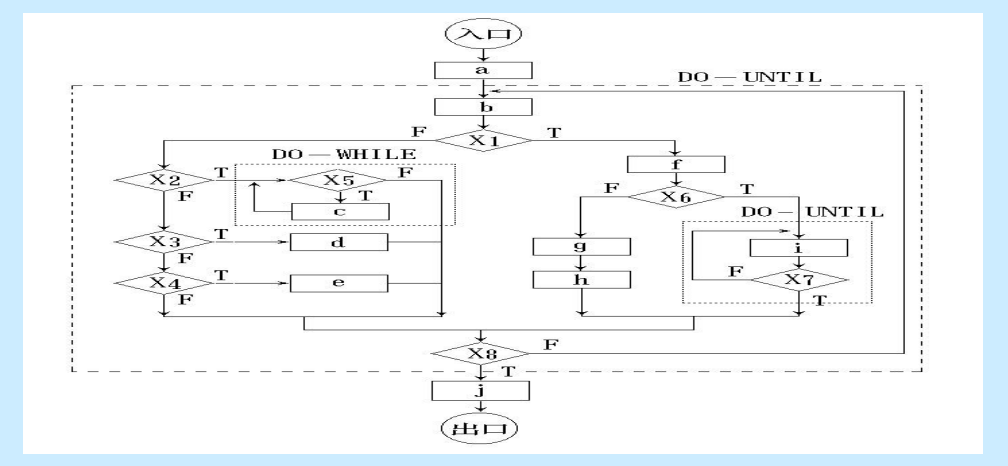 入口
a
DO－UNTIL
b
F X1 T
DO－WHILE
f
X2 T X5 F
F T
F X6 T
c
DO－UNTIL
X3 T d
g
i
F
F X7
X4 T e
h
F
T
X8 F
T
j
出口